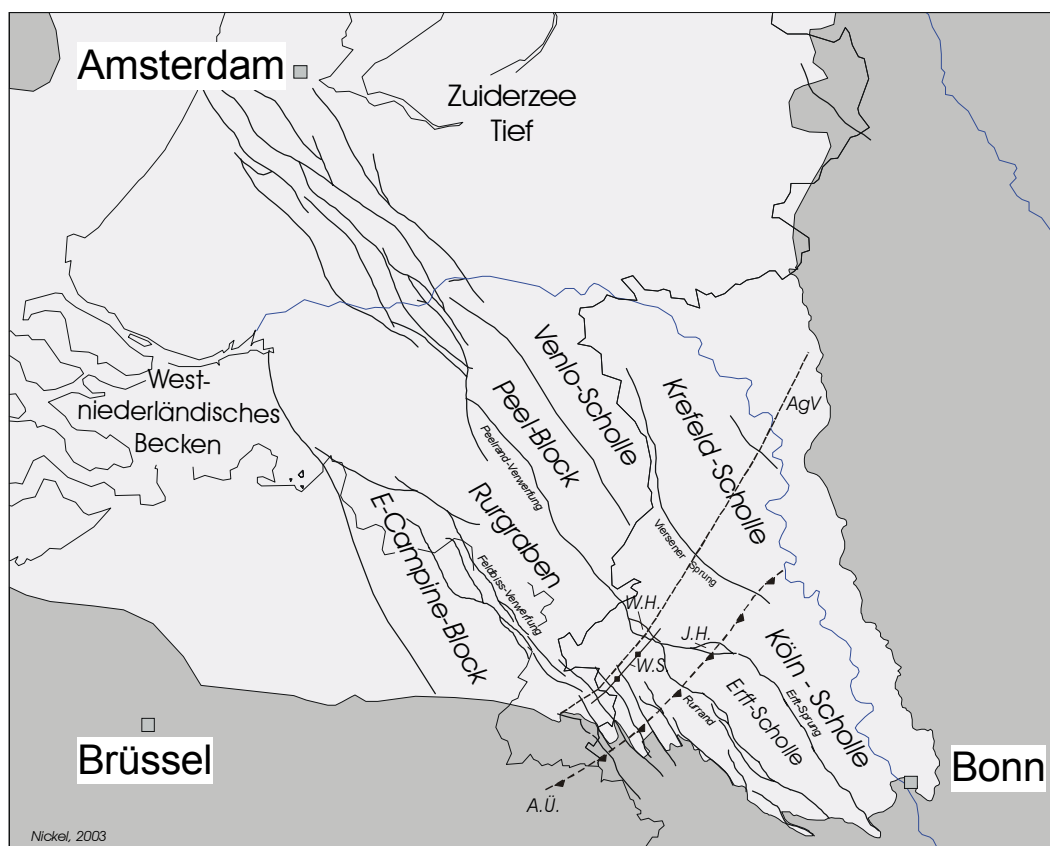 Amsterdam
Zuiderzee
Tief
West-
niederländisches
Becken
Venlo-Scholle
Krefeld-Scholle
AgV
Peel-Block
Peelrand-Verwerfung
Rurgraben
E-Campine-Block
Feldbiss-Verwerfung
Viersener Sprung
W.H.
J.H.
W.S
Köln - Scholle
Erft-Sprung
Erft-Scholle
Rurrand
Brüssel
Bonn
A.Ü.
Nickel, 2003